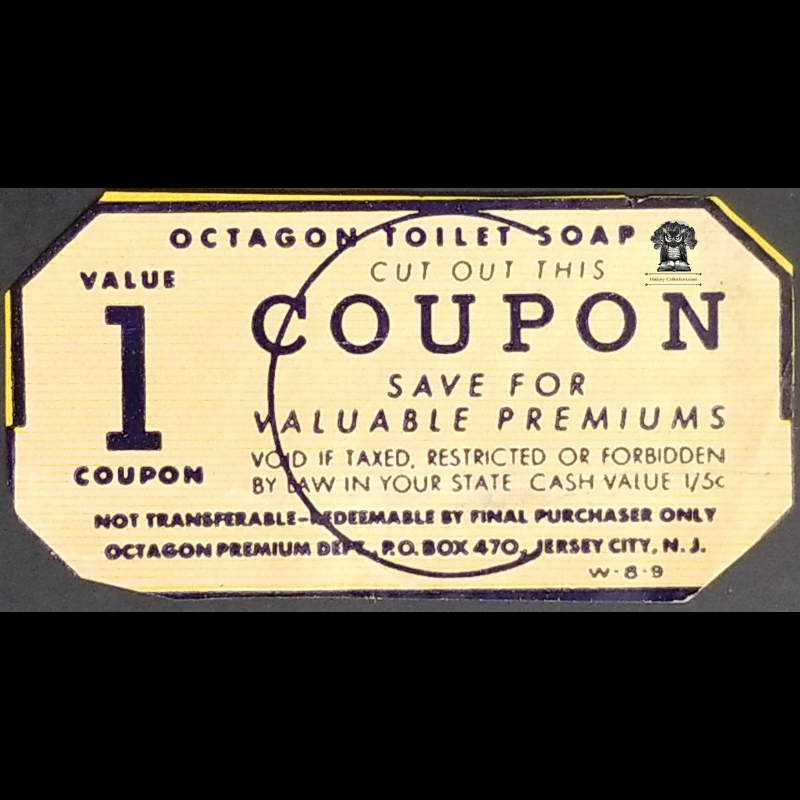 OCTAGON TOILET SOAP
CUT OUT THIS
COUPON
SAVE FOR
VALUABLE PREMIUMS
VALUE
1
COUPON
VOID IF TAXED, RESTRICTED OR FORBIDDEN
BY LAW IN YOUR STATE CASH VALUE 1/5c
NOT TRANSFERABLE-REDEEMABLE BY FINAL PURCHASER ONLY
OCTAGON PREMIUM DEPT., P.O. BOX 470, JERSEY CITY, N. J.
W-8-9